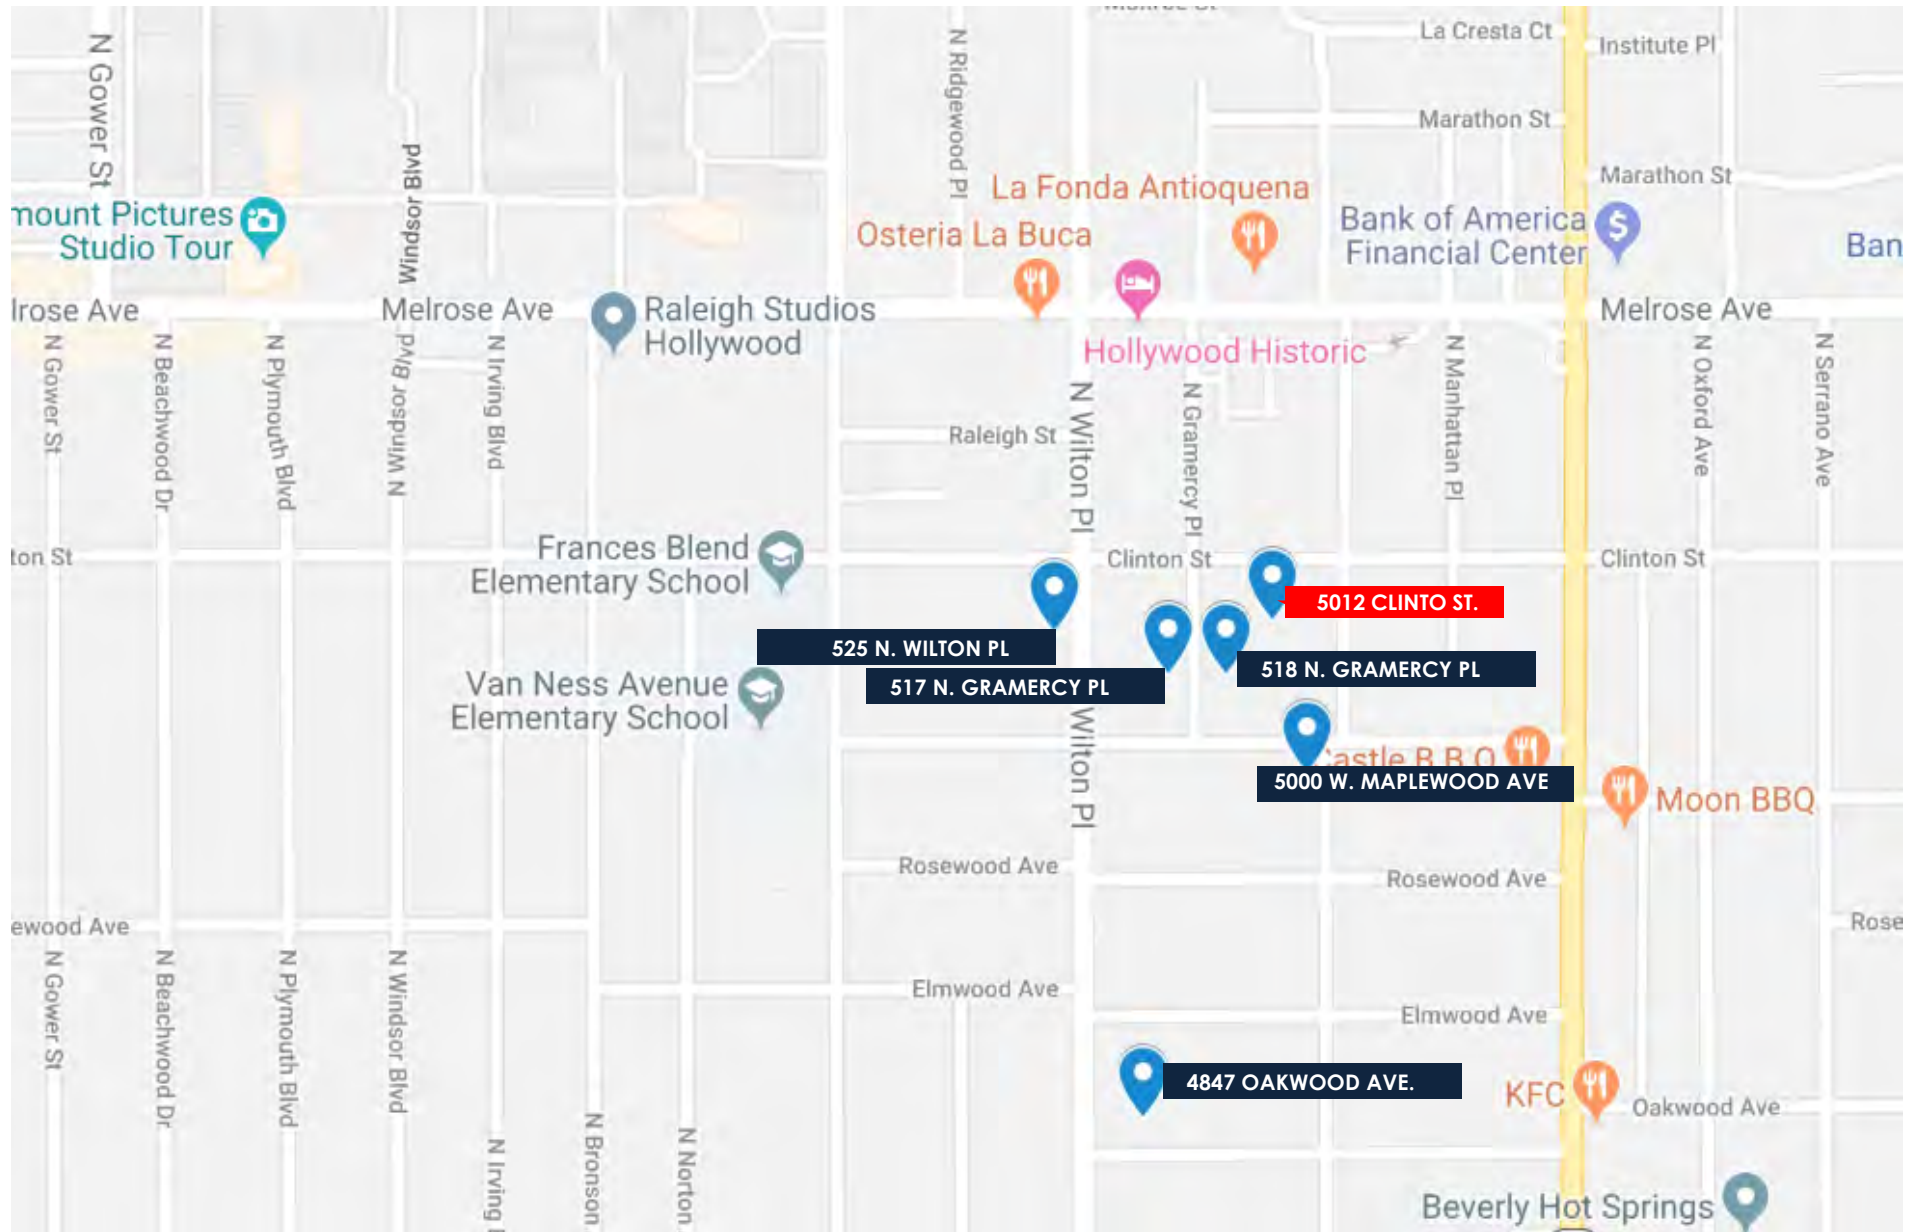 Monroe St
La Cresta Ct
Institute Pl
N Gower St
N Ridgewood Pl
Marathon St
Windsor Blvd
Marathon St
La Fonda Antioquena
mount Pictures
Studio Tour
Osteria La Buca
Bank of America
Financial Center
Ban
lrose Ave
Melrose Ave
Raleigh Studios
Hollywood
Melrose Ave
Hollywood Historic
N Gower St
N Beachwood Dr
N Plymouth Blvd
N Windsor Blvd
N Irving Blvd
N Wilton Pl
N Gramercy Pl
N Manhattan Pl
N Oxford Ave
N Serrano Ave
Raleigh St
ton St
Frances Blend
Elementary School
Clinton St
Clinton St
5012 CLINTO ST.
525 N. WILTON PL
518 N. GRAMERCY PL
517 N. GRAMERCY PL
Van Ness Avenue
Elementary School
Wilton Pl
astle B.B.Q
5000 W. MAPLEWOOD AVE
Moon BBQ
Rosewood Ave
Rosewood Ave
ewood Ave
Rose
N Gower St
N Beachwood Dr
N Plymouth Blvd
N Windsor Blvd
N Irving
N Bronson
N Norton
Elmwood Ave
Elmwood Ave
4847 OAKWOOD AVE.
KFC
Oakwood Ave
Beverly Hot Springs